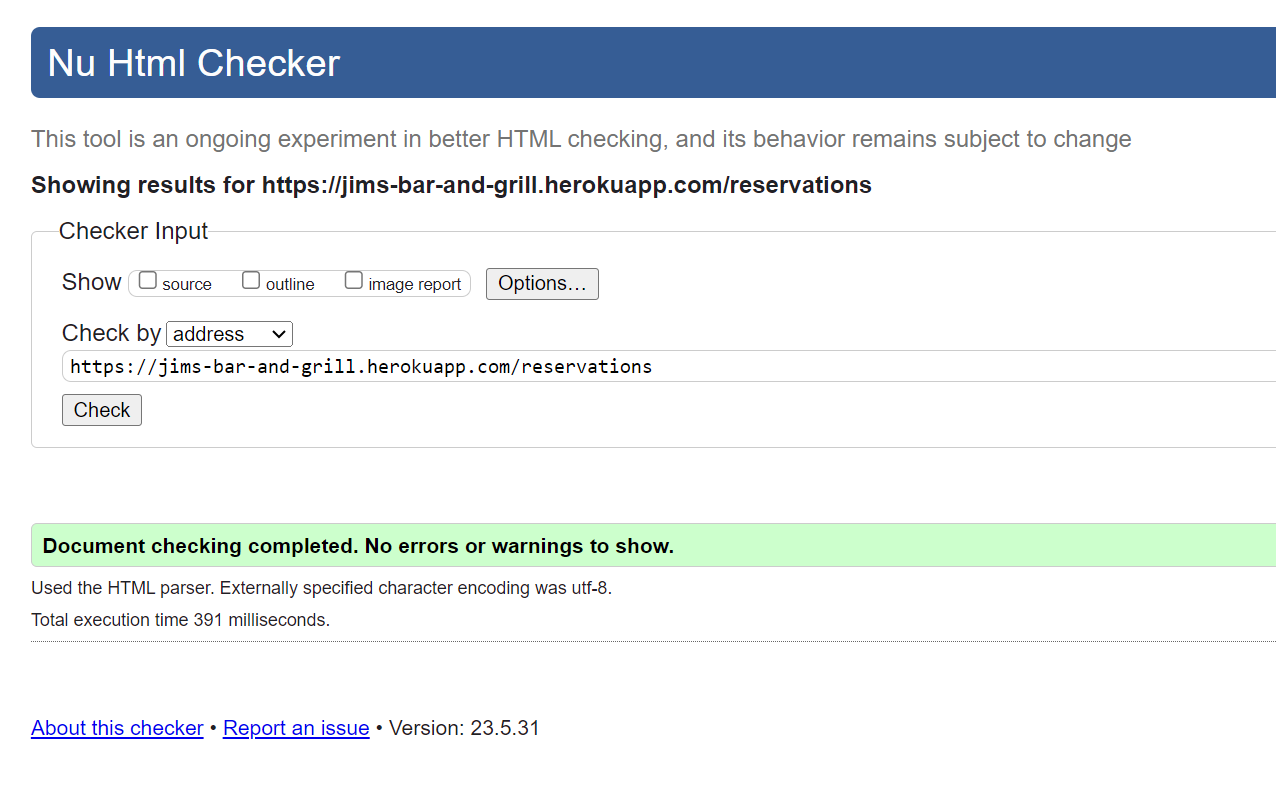 Nu Html Checker
This tool is an ongoing experiment in better HTML checking, and its behavior remains subject to change
Showing results for https://jims-bar-and-grill.herokuapp.com/reservations
Checker Input
Show source outline image report Options...
Check by address
https://jims-bar-and-grill.herokuapp.com/reservations
Check
Document checking completed. No errors or warnings to show.
Used the HTML parser. Externally specified character encoding was utf-8.
Total execution time 391 milliseconds.
About this checker • Report an issue • Version: 23.5.31